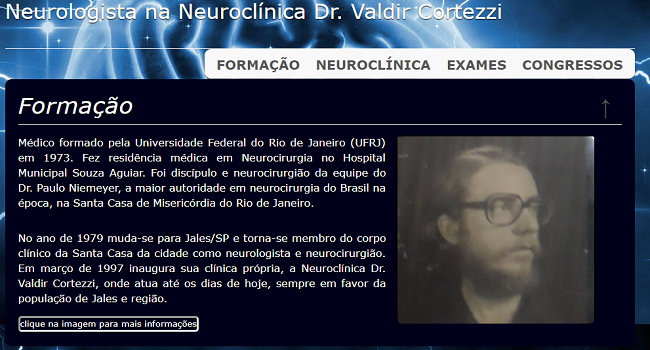 Neurologista na Neuroclínica Dr. Valdir Cortezzi
FORMAÇÃO NEUROCLÍNICA EXAMES CONGRESSOS
Formação ↑
Médico formado pela Universidade Federal do Rio de Janeiro (UFRJ)
em 1973. Fez residência médica em Neurocirurgia no Hospital
Municipal Souza Aguiar. Foi discípulo e neurocirurgião da equipe do
Dr. Paulo Niemeyer, a maior autoridade em neurocirurgia do Brasil na
época, na Santa Casa de Misericórdia do Rio de Janeiro.
No ano de 1979 muda-se para Jales/SP e torna-se membro do corpo
clínico da Santa Casa da cidade como neurologista e neurocirurgião.
Em março de 1997 inaugura sua clínica própria, a Neuroclínica Dr.
Valdir Cortezzi, onde atua até os dias de hoje, sempre em favor da
população de Jales e região.
clique na imagem para mais informações